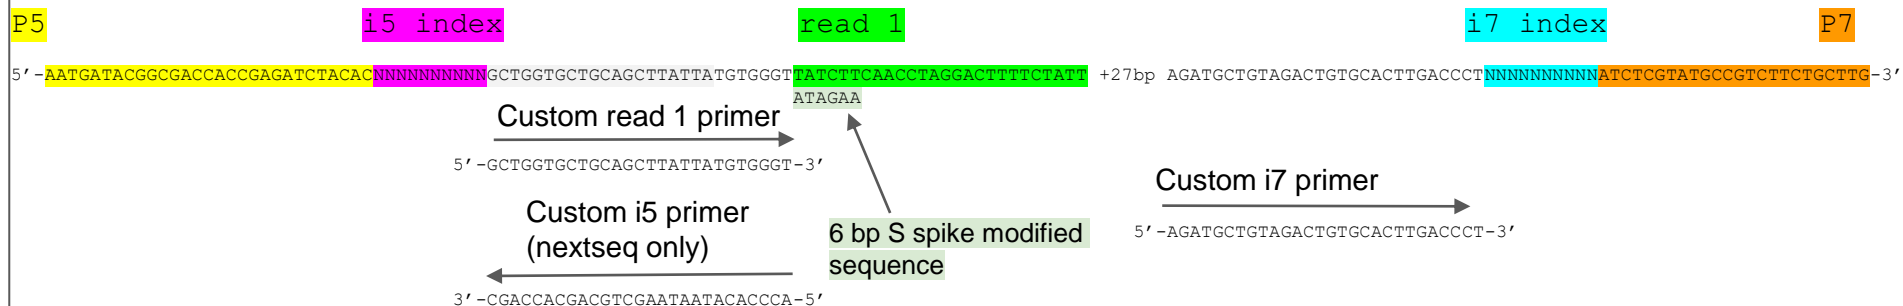 P5 i5 index read 1 i7 index P7
5’-AATGATACGGCGACCACCGAGATCTACACNNNNNNNNNNGCTGGTGCTGCAGCTTATTATGTGGGTTATCTTCAACCTAGGACTTTTCTATT +27bp AGATGCTGTAGACTGTGCACTTGACCCTNNNNNNNNNNATCTCGTATGCCGTCTTCTGCTTG-3’
ATAGAA
Custom read 1 primer
5’-GCTGGTGCTGCAGCTTATTATGTGGGT-3’
Custom i7 primer
5’-AGATGCTGTAGACTGTGCACTTGACCCT-3’
Custom i5 primer
(nextseq only)
3’-CGACCACGACGTCGAATAATACACCCA-5’
6 bp S spike modified
sequence